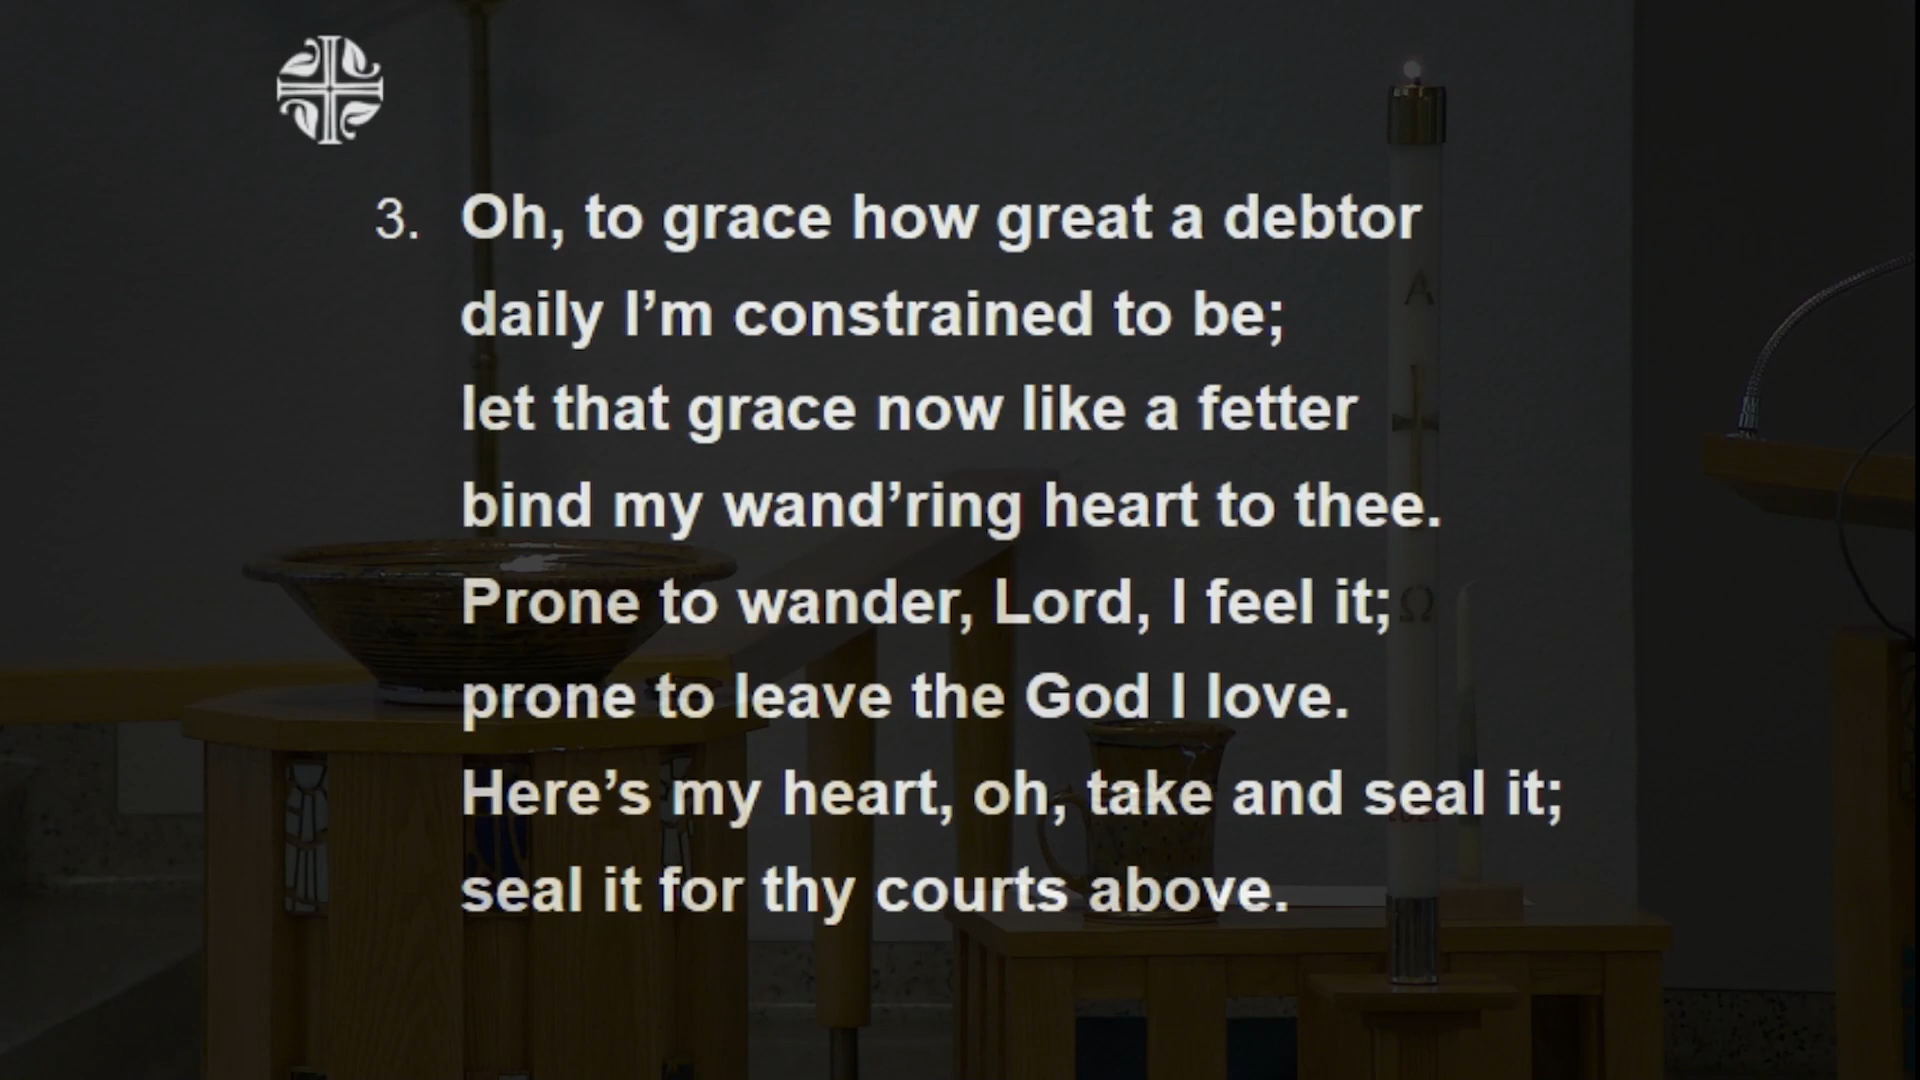 3. Oh, to grace how great a debtor
daily I’m constrained to be;
let that grace now like a fetter
bind my wand’ring heart to thee.
Prone to wander, Lord, I feel it;
prone to leave the God I love.
Here’s my heart, oh, take and seal it;
seal it for thy courts above.
Α
Ω